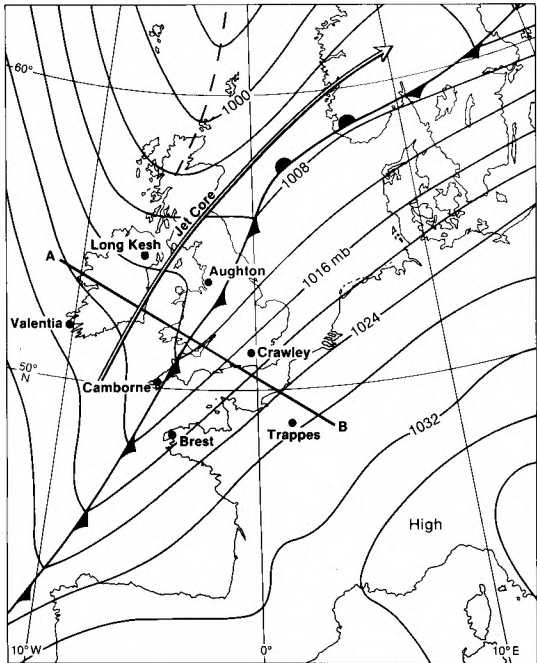 60°
1000
1008
Jet Core
Long Kesh
A
Aughton
1016 mb
Valentia
1024
50°
N
Crawley
Camborne
B
Trappes
Brest
1032
High
10°W
0°
10°E